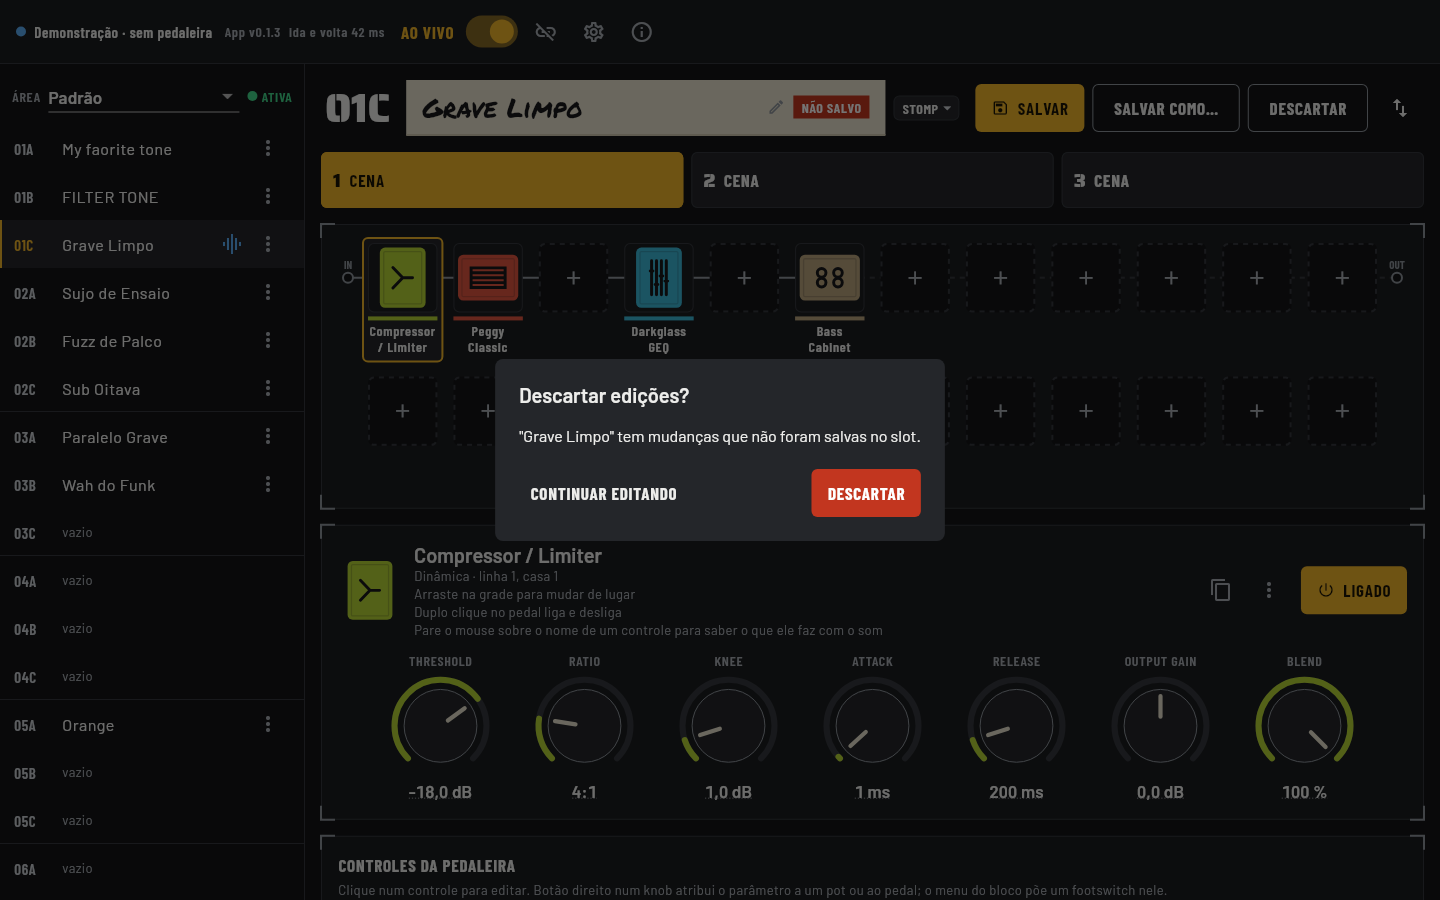 Demonstração · sem pedaleira App v0.1.3 Ida e volta 42 ms AO VIVO
ÁREA Padrão ATIVA
01A My faorite tone
01B FILTER TONE
01C Grave Limpo
02A Sujo de Ensaio
02B Fuzz de Palco
02C Sub Oitava
03A Paralelo Grave
03B Wah do Funk
03C vazio
04A vazio
04B vazio
04C vazio
05A Orange
05B vazio
05C vazio
06A vazio
01C Grave Limpo NÃO SALVO STOMP SALVAR SALVAR COMO... DESCARTAR
1 CENA 2 CENA 3 CENA
IN OUT
88
Compressor / Limiter
Peggy Classic
Darkglass GEQ
Bass Cabinet
Descartar edições?
"Grave Limpo" tem mudanças que não foram salvas no slot.
CONTINUAR EDITANDO DESCARTAR
Compressor / Limiter
Dinâmica · linha 1, casa 1
Arraste na grade para mudar de lugar
Duplo clique no pedal liga e desliga
Pare o mouse sobre o nome de um controle para saber o que ele faz com o som
LIGADO
THRESHOLD RATIO KNEE ATTACK RELEASE OUTPUT GAIN BLEND
-18,0 dB 4:1 1,0 dB 1 ms 200 ms 0,0 dB 100 %
CONTROLES DA PEDALEIRA
Clique num controle para editar. Botão direito num knob atribui o parâmetro a um pot ou ao pedal; o menu do bloco põe um footswitch nele.